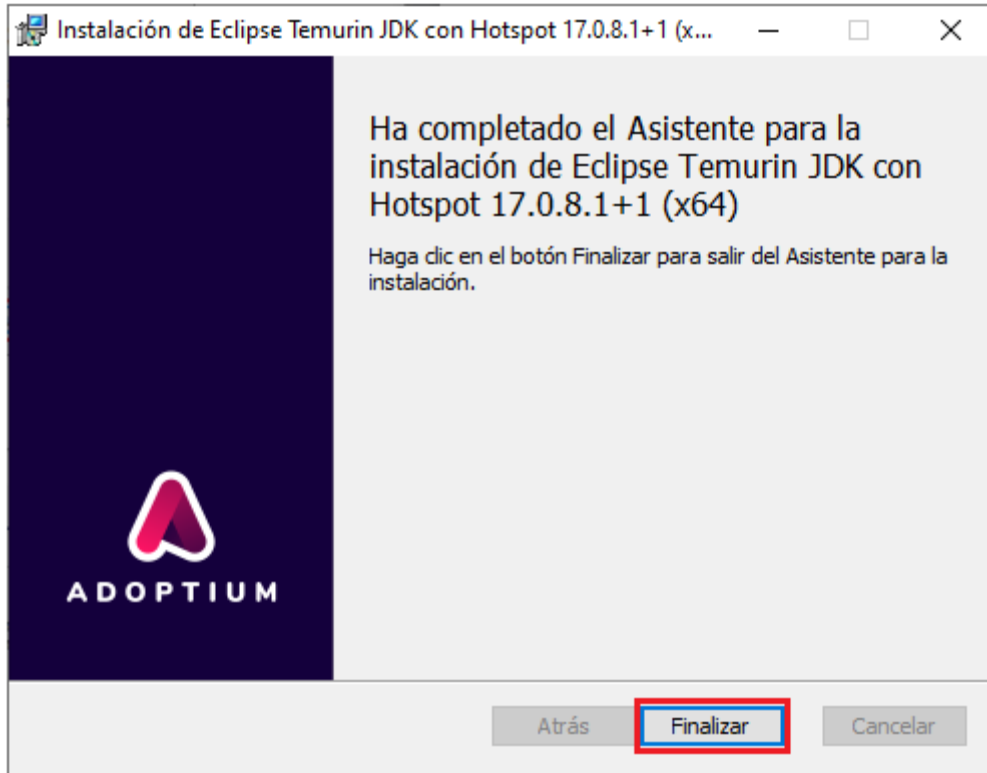 Instalación de Eclipse Temurin JDK con Hotspot 17.0.8.1+1 (x...
Ha completado el Asistente para la
instalación de Eclipse Temurin JDK con
Hotspot 17.0.8.1+1 (x64)
Haga clic en el botón Finalizar para salir del Asistente para la
instalación.
ADOPTIUM
Atrás Finalizar Cancelar